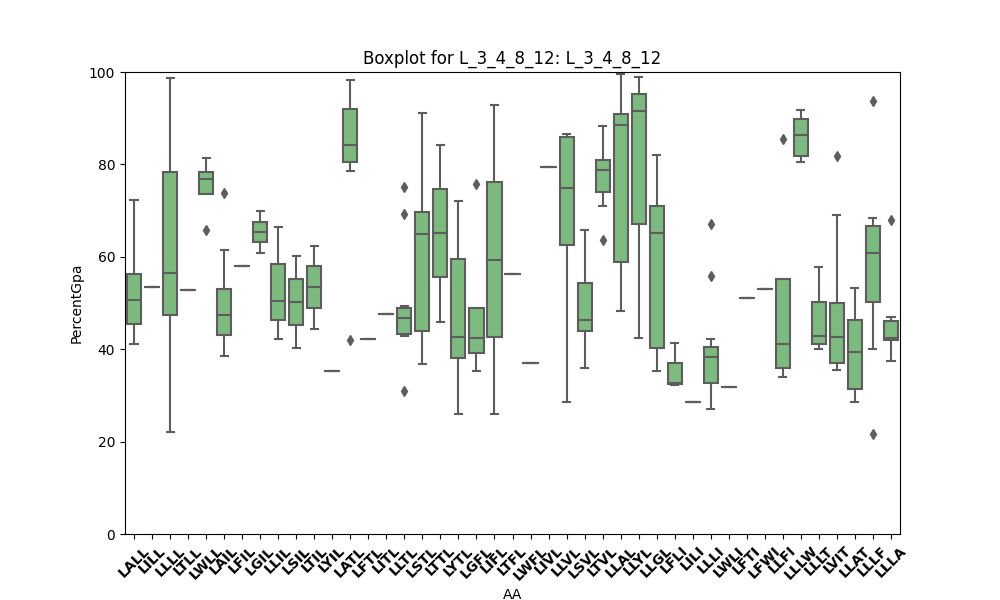 Boxplot for L_3_4_8_12: L_3_4_8_12
PercentGpa
100
80
60
40
20
0
LALL
LILL
LLLL
LTLL
LWLL
LAIL
LFIL
LGIL
LLIL
LSIL
LTIL
LYIL
LATL
LFTL
LITL
LLTL
LSTL
LTTL
LYTL
LGFL
LIFL
LTFL
LWFL
LIVL
LLVL
LSVL
LTVL
LLAL
LLYL
LLGL
LFLI
LILI
LLLI
LWLI
LFTI
LFWI
LLFI
LLLW
LLLT
LVIT
LLAT
LLLF
LLLA
AA